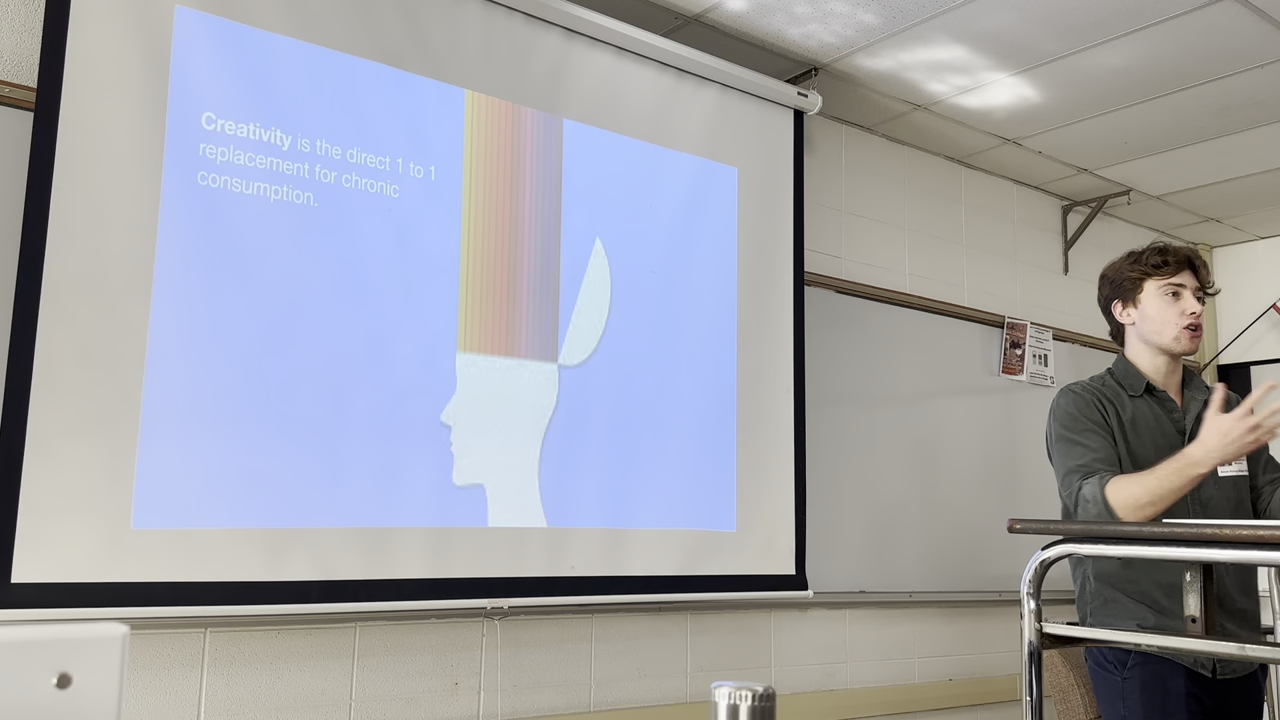 Creativity is the direct 1 to 1
replacement for chronic
consumption.